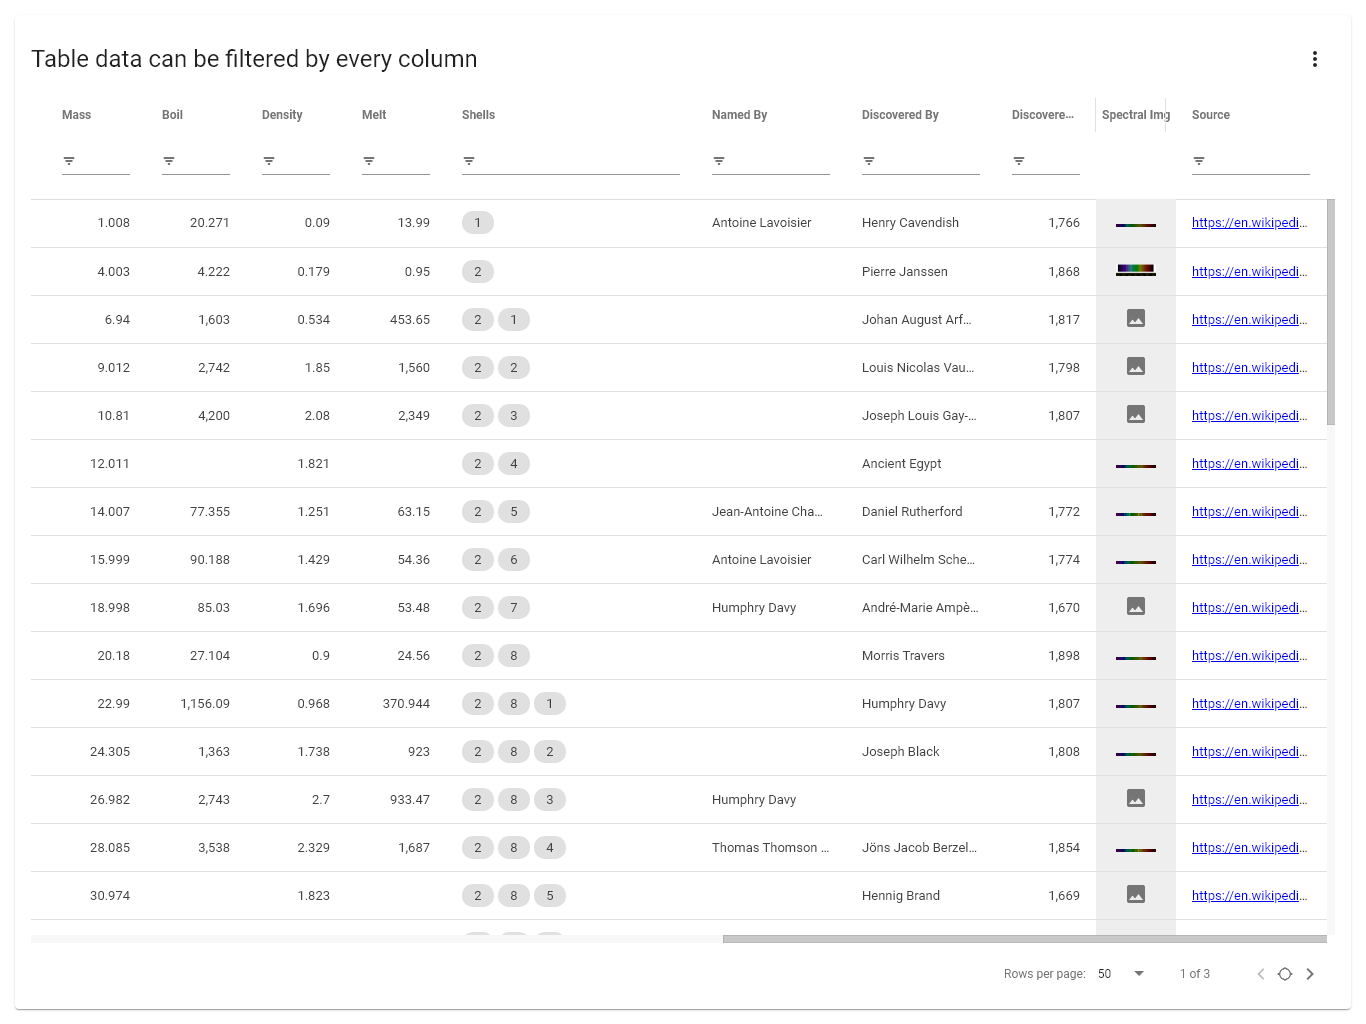 Table data can be filtered by every column
Mass Boil Density Melt Shells Named By Discovered By Discovere… Spectral Img Source
1.008 20.271 0.09 13.99 1 Antoine Lavoisier Henry Cavendish 1,766 https://en.wikipedi…
4.003 4.222 0.179 0.95 2 Pierre Janssen 1,868 https://en.wikipedi…
6.94 1,603 0.534 453.65 2 1 Johan August Arf… 1,817 https://en.wikipedi…
9.012 2,742 1.85 1,560 2 2 Louis Nicolas Vau… 1,798 https://en.wikipedi…
10.81 4,200 2.08 2,349 2 3 Joseph Louis Gay-… 1,807 https://en.wikipedi…
12.011 1.821 2 4 Ancient Egypt https://en.wikipedi…
14.007 77.355 1.251 63.15 2 5 Jean-Antoine Cha… Daniel Rutherford 1,772 https://en.wikipedi…
15.999 90.188 1.429 54.36 2 6 Antoine Lavoisier Carl Wilhelm Sche… 1,774 https://en.wikipedi…
18.998 85.03 1.696 53.48 2 7 Humphry Davy André-Marie Ampè… 1,670 https://en.wikipedi…
20.18 27.104 0.9 24.56 2 8 Morris Travers 1,898 https://en.wikipedi…
22.99 1,156.09 0.968 370.944 2 8 1 Humphry Davy 1,807 https://en.wikipedi…
24.305 1,363 1.738 923 2 8 2 Joseph Black 1,808 https://en.wikipedi…
26.982 2,743 2.7 933.47 2 8 3 Humphry Davy https://en.wikipedi…
28.085 3,538 2.329 1,687 2 8 4 Thomas Thomson … Jöns Jacob Berzel… 1,854 https://en.wikipedi…
30.974 1.823 2 8 5 Hennig Brand 1,669 https://en.wikipedi…
Rows per page: 50 1 of 3